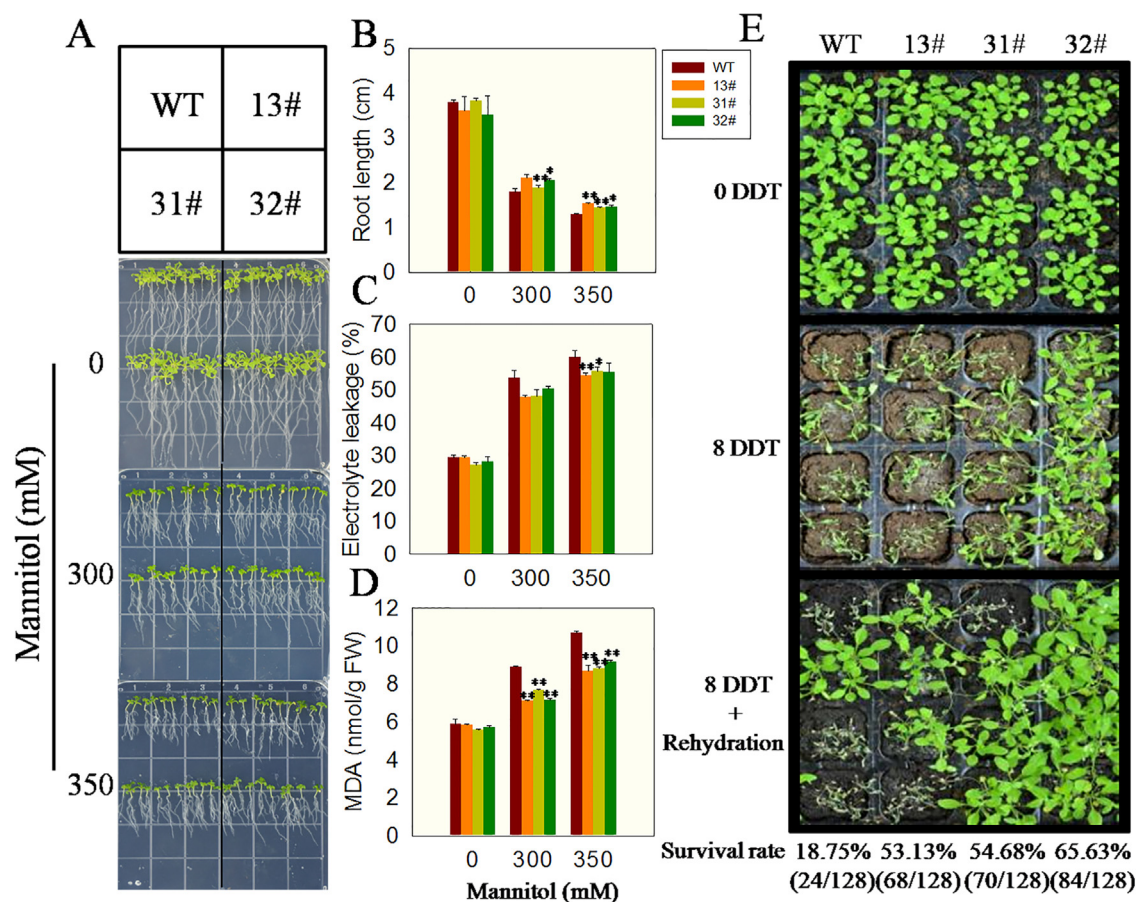 A
WT 13#
31# 32#
0
300
350
Mannitol (mM)
B
Root length (cm)
5
4
3
2
1
0
** *
** ** *
0 300 350
WT
13#
31#
32#
C
Electrolyte leakage (%)
70
60
50
40
30
20
10
0
** *
0 300 350
D
MDA (nmol/g FW)
12
10
8
6
4
2
0
** ** **
** ** **
0 300 350
Mannitol (mM)
E
WT 13# 31# 32#
0 DDT
8 DDT
8 DDT
+
Rehydration
Survival rate 18.75% 53.13% 54.68% 65.63%
(24/128) (68/128) (70/128) (84/128)